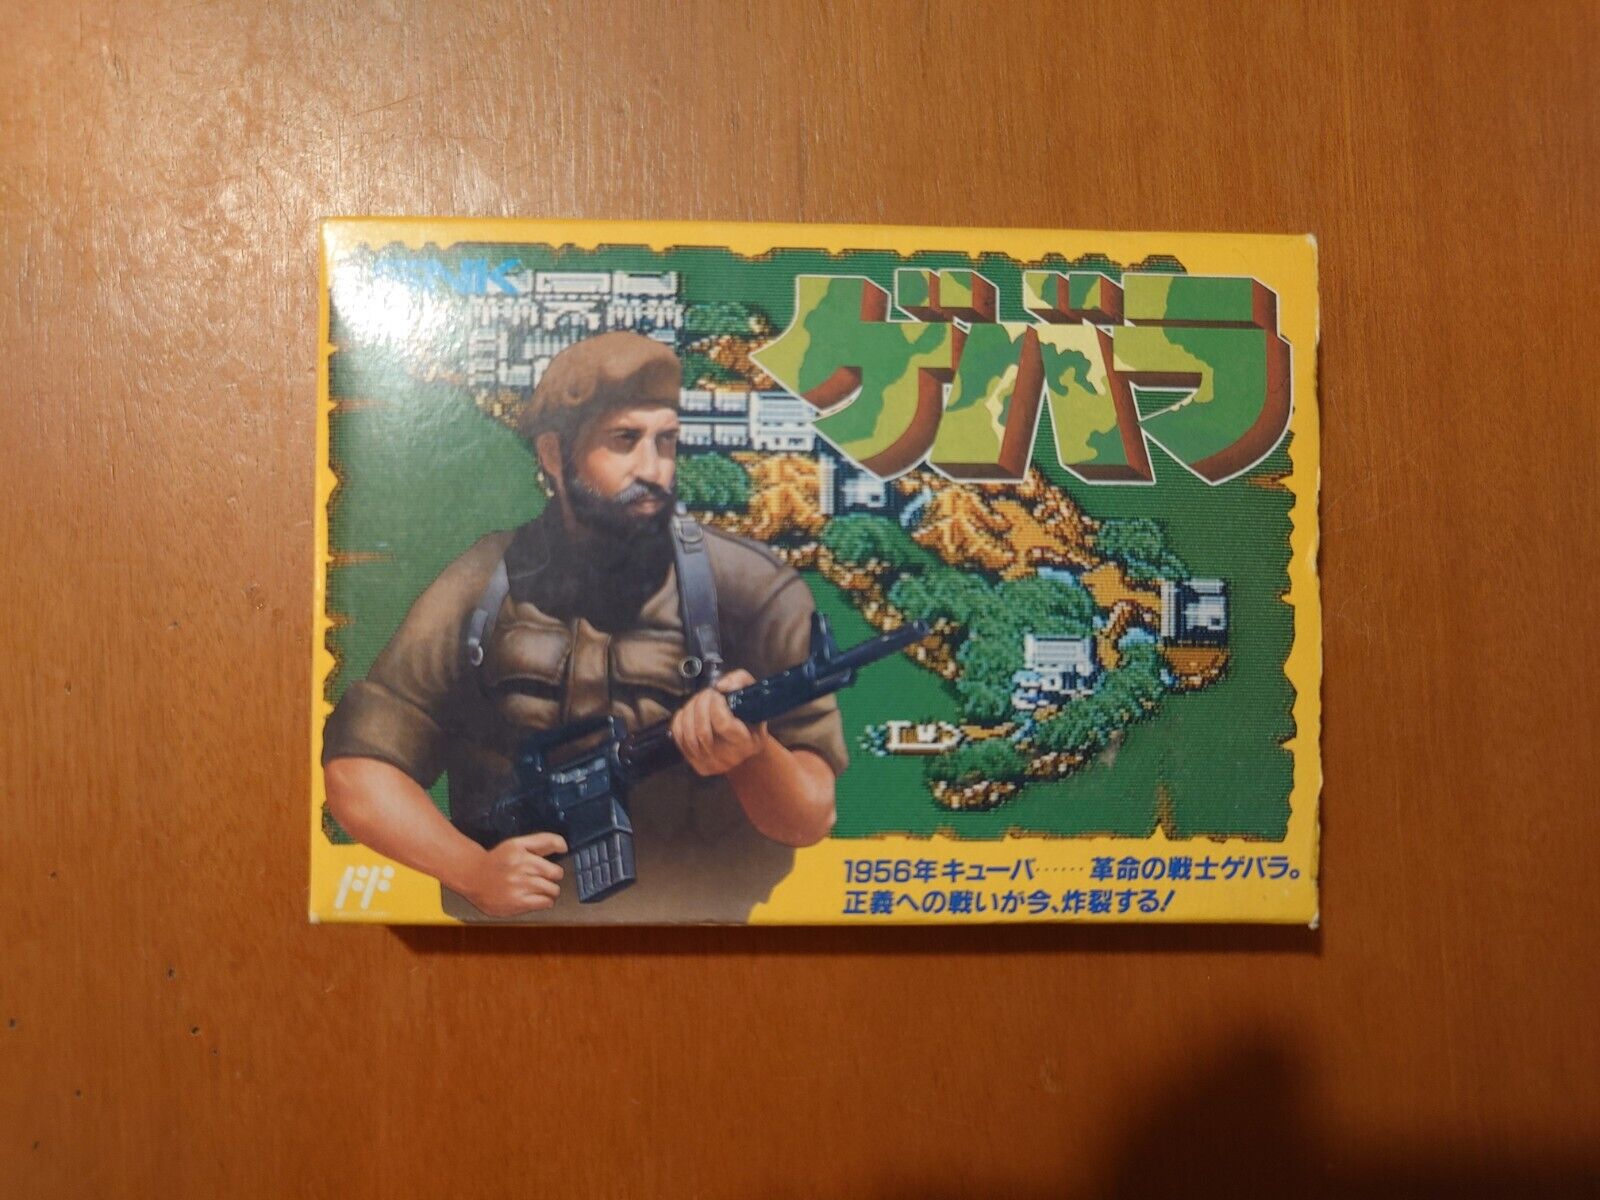 SNK
ゲバラ
1956年キューバ……革命の戦士ゲバラ。
正義への戦いが今、炸裂する!